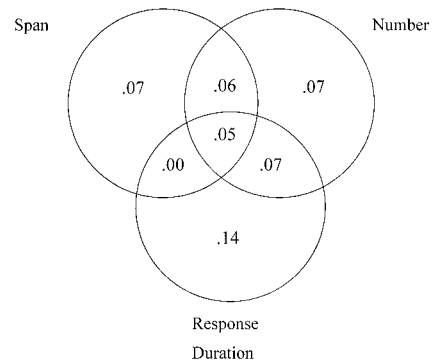 Span Number
.07 .06 .07
.05
.00 .07
.14
Response
Duration